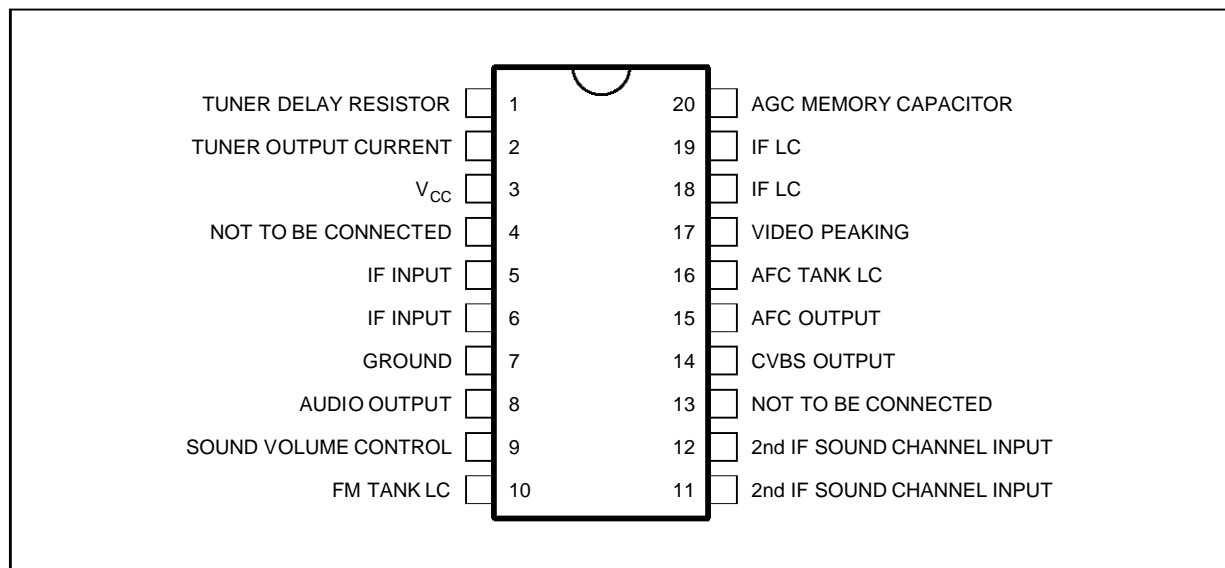 TUNER DELAY RESISTOR 1 20 AGC MEMORY CAPACITOR
TUNER OUTPUT CURRENT 2 19 IF LC
VCC 3 18 IF LC
NOT TO BE CONNECTED 4 17 VIDEO PEAKING
IF INPUT 5 16 AFC TANK LC
IF INPUT 6 15 AFC OUTPUT
GROUND 7 14 CVBS OUTPUT
AUDIO OUTPUT 8 13 NOT TO BE CONNECTED
SOUND VOLUME CONTROL 9 12 2nd IF SOUND CHANNEL INPUT
FM TANK LC 10 11 2nd IF SOUND CHANNEL INPUT